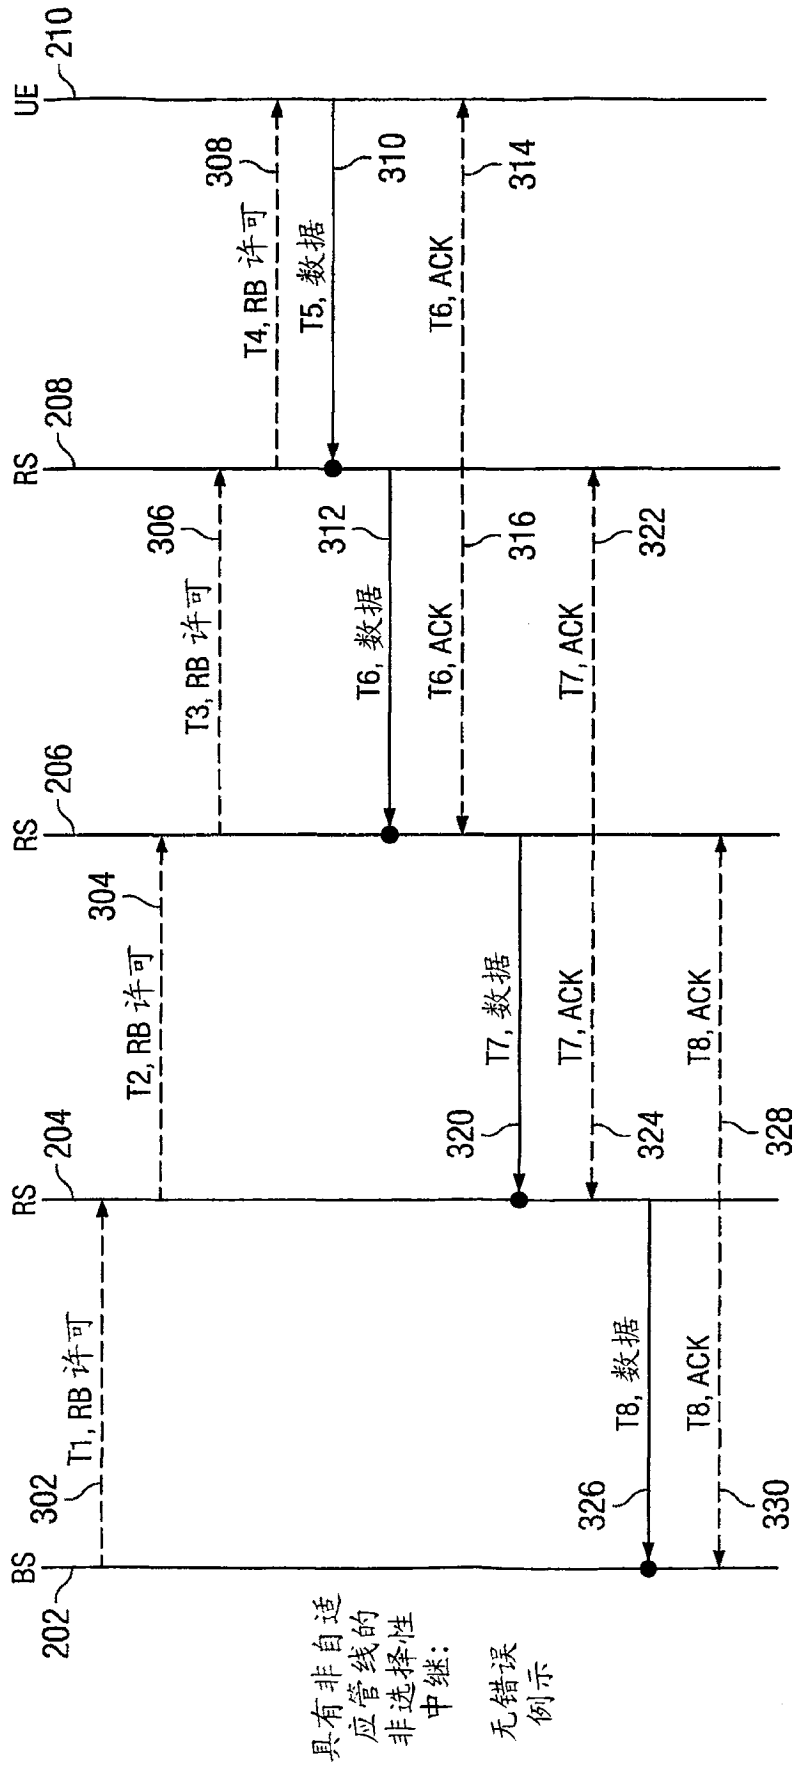 BS
202
RS
204
RS
206
RS
208
UE
210
302
T1, RB 许可
T2, RB 许可
304
T3, RB 许可
306
T4, RB 许可
308
T5, 数据
310
T6, 数据
312
T6, ACK
316
T6, ACK
314
T7, 数据
320
T7, ACK
324
T7, ACK
322
T8, 数据
326
T8, ACK
330
T8, ACK
328
具有非自适
应管线的
非选择性
中继:
无错误
例示